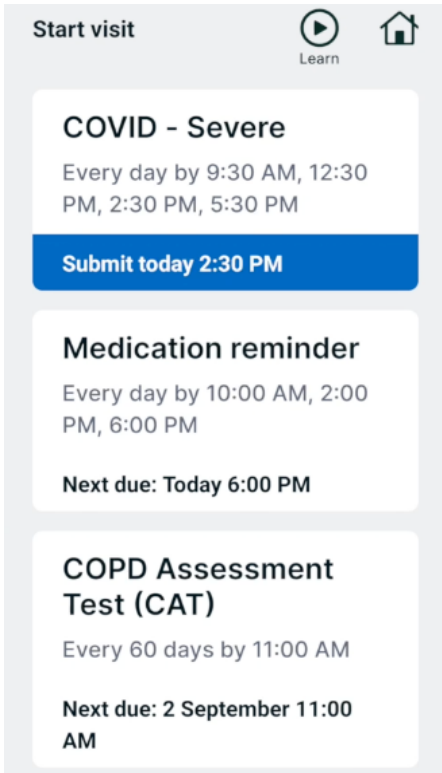 Start visit
Learn
COVID - Severe
Every day by 9:30 AM, 12:30
PM, 2:30 PM, 5:30 PM
Submit today 2:30 PM
Medication reminder
Every day by 10:00 AM, 2:00
PM, 6:00 PM
Next due: Today 6:00 PM
COPD Assessment
Test (CAT)
Every 60 days by 11:00 AM
Next due: 2 September 11:00
AM